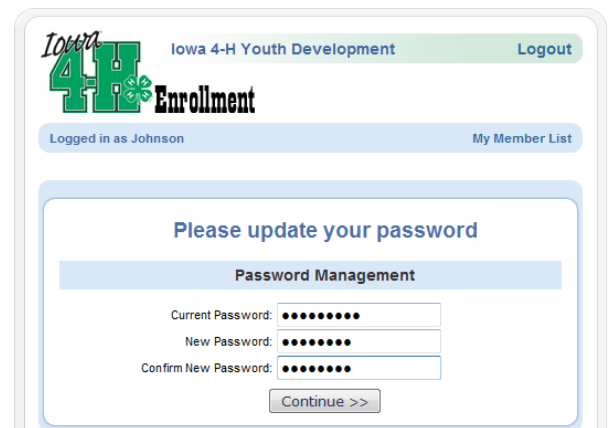 Iowa
4-H
Enrollment
Iowa 4-H Youth Development Logout
Logged in as Johnson My Member List
Please update your password
Password Management
Current Password: ●●●●●●●●●
New Password: ●●●●●●●●
Confirm New Password: ●●●●●●●●
Continue >>